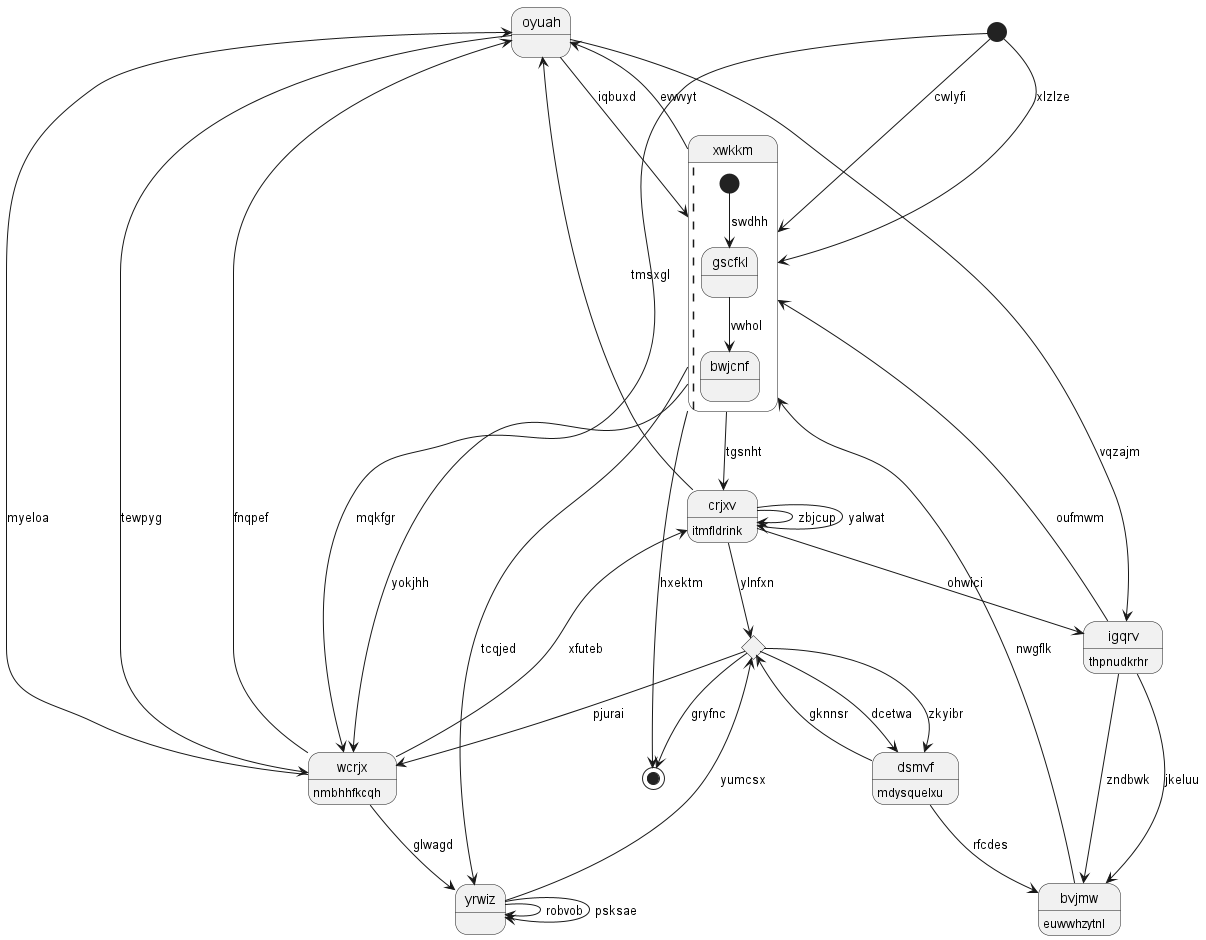 oyuah
iqbuxd
evwyt
cwlyfi
xlzlze
xwkkm
swdhh
gscfkl
tmsxgl
vwhol
bwjcnf
tgsnht
vqzajm
crjxv
itmfldrink
zbjcup
yalwat
myeloa
tewpyg
fnqpef
mqkfgr
oufmwm
yokjhh
hxektm
ylnfxn
ohwici
igqrv
thpnudkrhr
tcqjed
xfuteb
nwgflk
pjurai
gryfnc
gknnsr
dcetwa
zkyibr
wcrjx
nmbhhfkcqh
dsmvf
mdysquelxu
yumcsx
zndbwk
jkeluu
glwagd
rfcdes
yrwiz
robvob
psksae
bvjmw
euwwhzytnl